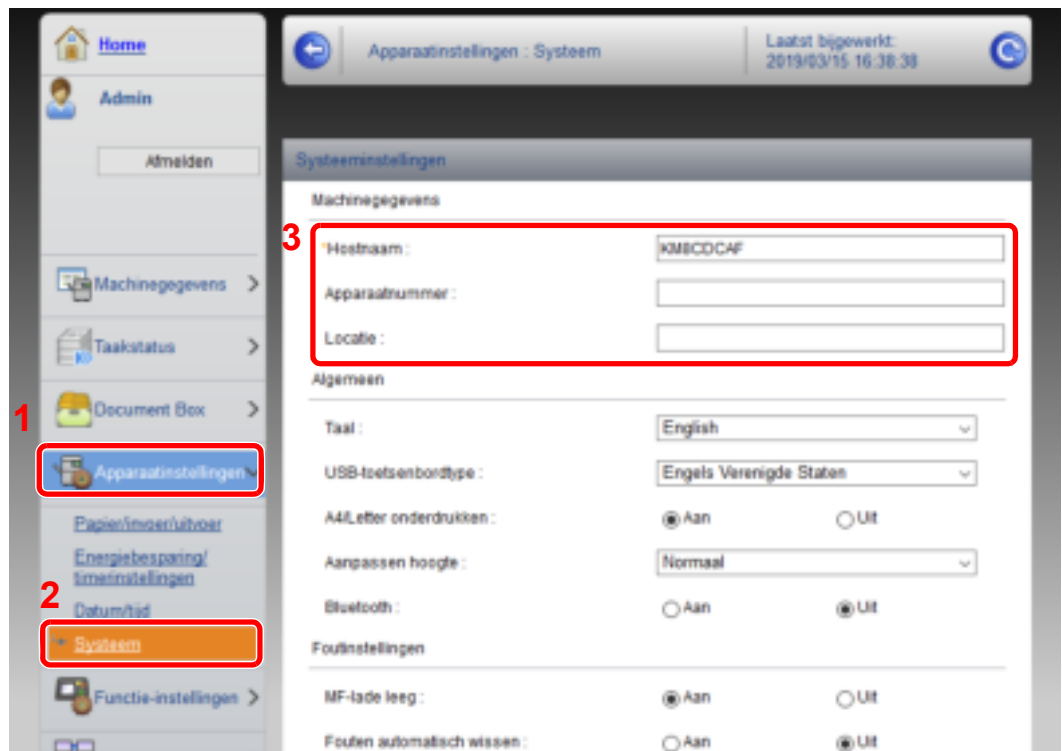 Home
Admin
Afmelden
Machinegegevens
Taakstatus
1
Document Box
Apparaatinstellingen
Papier/invoer/uitvoer
Energiebesparing/
timerinstellingen
2
Datum/tijd
Systeem
Functie-instellingen
Apparaatinstellingen : Systeem
Laatst bijgewerkt:
2019/03/15 16:38:38
Systeeminstellingen
Machinegegevens
3
*Hostnaam : KM8CDCAF
Apparaatnummer :
Locatie :
Algemeen
Taal : English
USB-toetsenbordtype : Engels Verenigde Staten
A4/Letter onderdrukken : Aan Uit
Aanpassen hoogte : Normaal
Bluetooth : Aan Uit
Foutinstellingen
MF-lade leeg : Aan Uit
Fouten automatisch wissen : Aan Uit